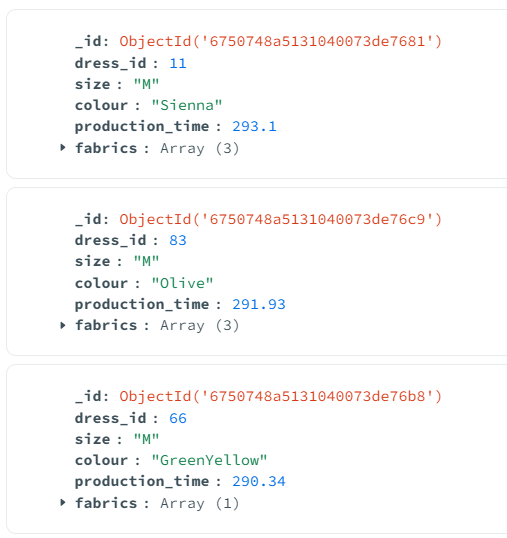 _id: ObjectId('6750748a5131040073de7681')
dress_id : 11
size : "M"
colour : "Sienna"
production_time : 293.1
fabrics : Array (3)
_id: ObjectId('6750748a5131040073de76c9')
dress_id : 83
size : "M"
colour : "Olive"
production_time : 291.93
fabrics : Array (3)
_id: ObjectId('6750748a5131040073de76b8')
dress_id : 66
size : "M"
colour : "GreenYellow"
production_time : 290.34
fabrics : Array (1)